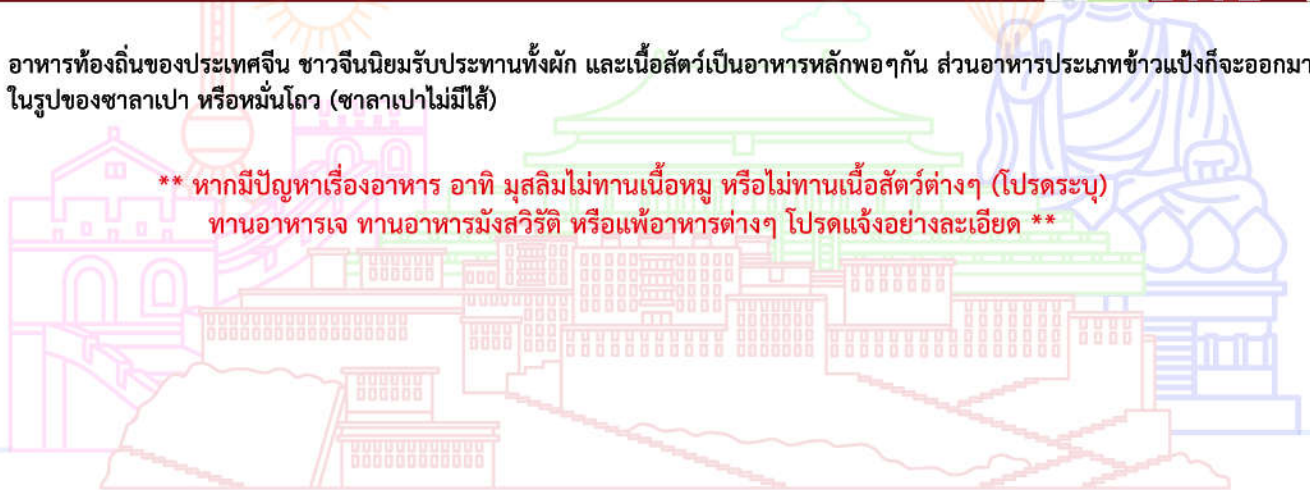 อาหารท้องถิ่นของประเทศจีน ชาวจีนนิยมรับประทานทั้งผัก และเนื้อสัตว์เป็นอาหารหลักพอๆกัน ส่วนอาหารประเภทข้าวแป้งก็จะออกมา
ในรูปของซาลาเปา หรือหมั่นโถว (ซาลาเปาไม่มีไส้)
** หากมีปัญหาเรื่องอาหาร อาทิ มุสลิมไม่ทานเนื้อหมู หรือไม่ทานเนื้อสัตว์ต่างๆ (โปรดระบุ)
ทานอาหารเจ ทานอาหารมังสวิรัติ หรือแพ้อาหารต่างๆ โปรดแจ้งอย่างละเอียด **